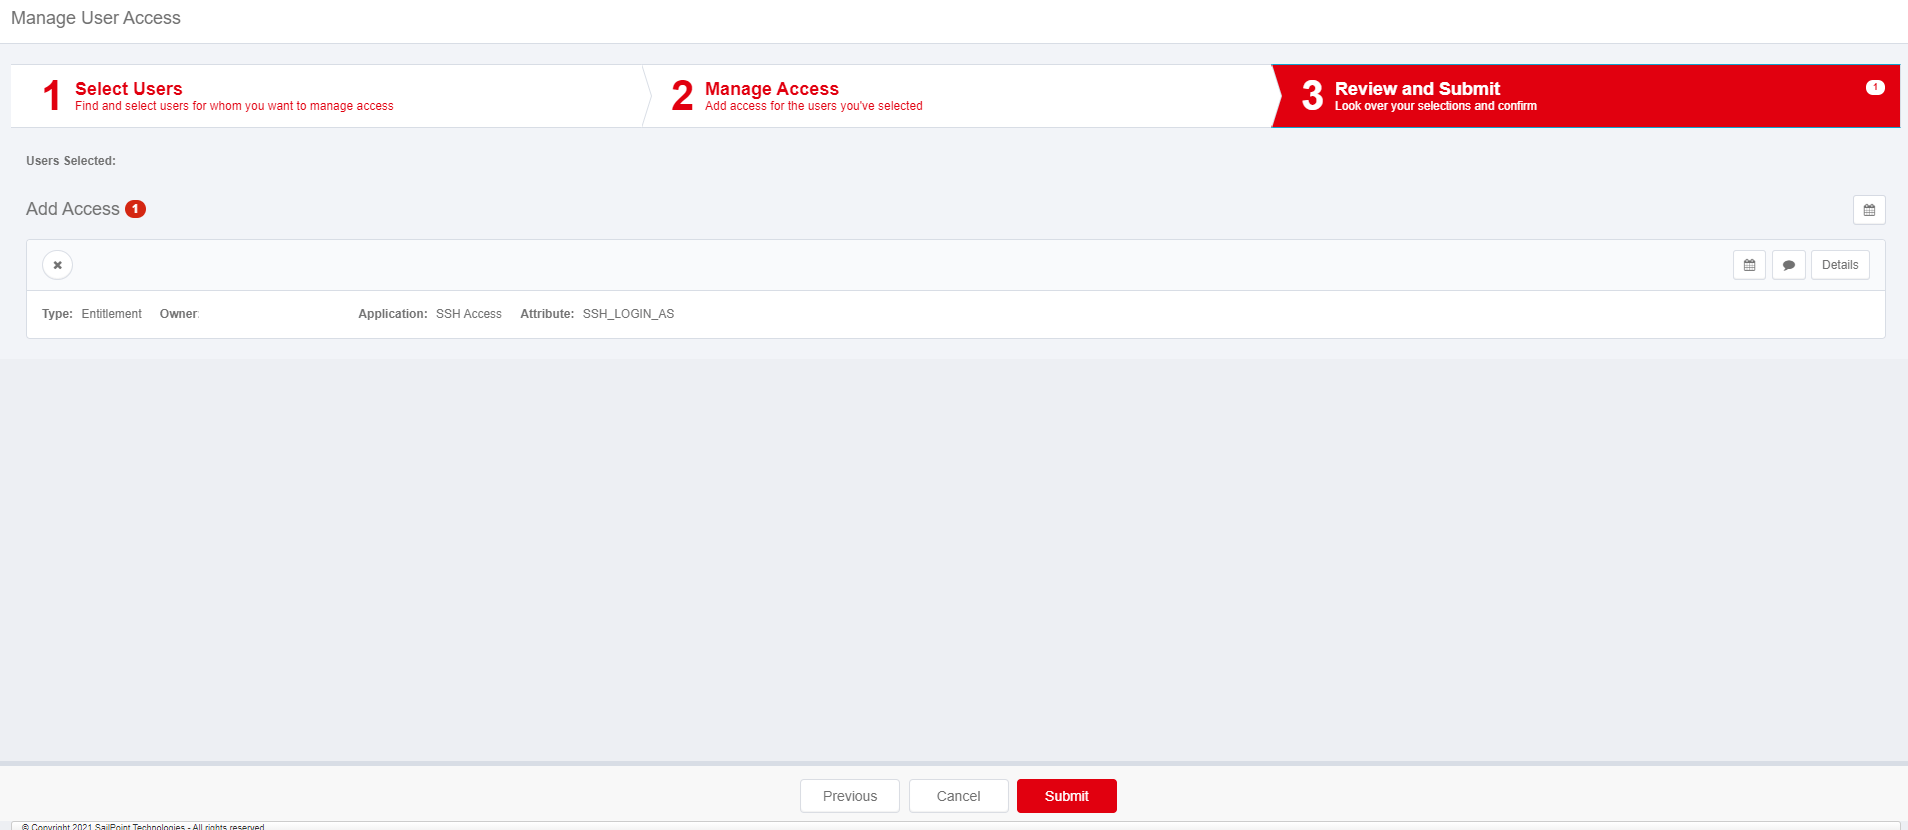 Manage User Access
1 Select Users
Find and select users for whom you want to manage access
2 Manage Access
Add access for the users you've selected
3 Review and Submit 1
Look over your selections and confirm
Users Selected:
Add Access 1
Details
Type: Entitlement Owner: Application: SSH Access Attribute: SSH_LOGIN_AS
Previous Cancel Submit
© Copyright 2021 SailPoint Technologies - All rights reserved.